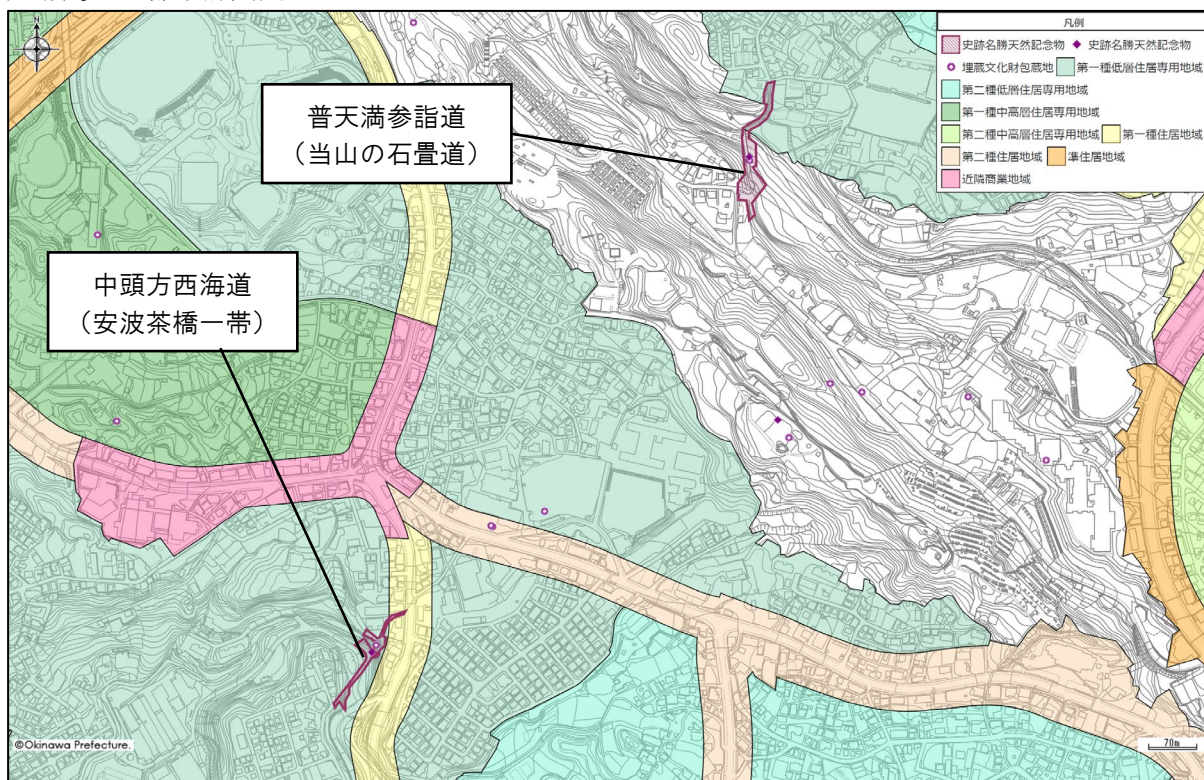 N
凡例
史跡名勝天然記念物 史跡名勝天然記念物
埋蔵文化財包蔵地 第一種低層住居専用地域
第二種低層住居専用地域
第一種中高層住居専用地域
第二種中高層住居専用地域 第一種住居地域
第二種住居地域 準住居地域
近隣商業地域
普天満参詣道
（当山の石畳道）
中頭方西海道
（安波茶橋一帯）
©Okinawa Prefecture.
70m